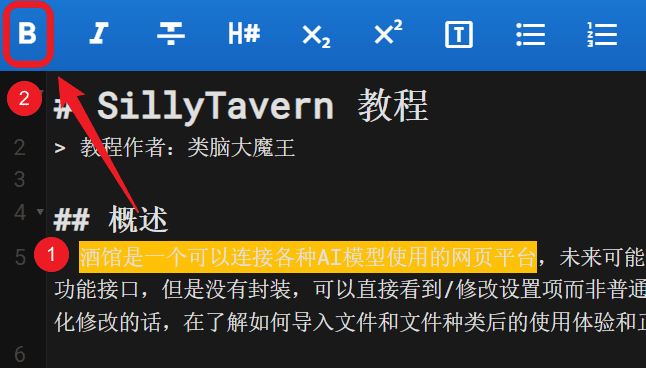 B I T H# X₂ X² T
2
# SillyTavern 教程
2 > 教程作者：类脑大魔王
3
4 ## 概述
5 1 酒馆是一个可以连接各种AI模型使用的网页平台，未来可能
功能接口，但是没有封装，可以直接看到/修改设置项而非普通
化修改的话，在了解如何导入文件和文件种类后的使用体验和正
6